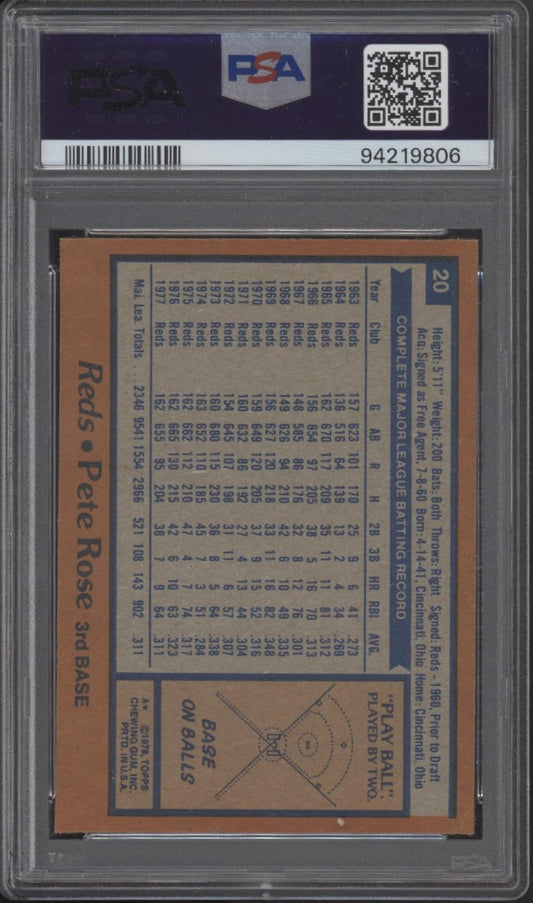 PSA
PSA
94219806
20
Height: 5'11" Weight: 200 Bats: Both Throws: Right Signed: Reds - 1960, Prior to Draft
Acq: Signed as Free Agent, 7-8-60 Born: 4-14-41, Cincinnati, Ohio Home: Cincinnati, Ohio
COMPLETE MAJOR LEAGUE BATTING RECORD
Year Club G AB R H 2B 3B HR RBI AVG.
1963 Reds 157 623 101 170 25 9 6 41 .273
1964 Reds 136 516 64 139 13 2 4 34 .269
1965 Reds 162 670 117 209 35 11 11 81 .312
1966 Reds 156 654 97 205 38 5 16 70 .313
1967 Reds 148 585 86 176 32 8 12 76 .301
1968 Reds 149 626 94 210 42 6 10 49 .335
1969 Reds 156 627 120 218 33 11 16 82 .348
1970 Reds 159 649 120 205 37 9 15 52 .316
1971 Reds 160 632 86 192 27 4 13 44 .304
1972 Reds 154 645 107 198 31 11 6 57 .307
1973 Reds 160 680 115 230 36 8 5 64 .338
1974 Reds 163 652 110 185 45 7 3 51 .284
1975 Reds 162 662 112 210 47 4 7 74 .317
1976 Reds 162 665 130 215 42 6 10 63 .323
1977 Reds 162 655 95 204 38 7 9 64 .311
Maj. Lea. Totals . . . 2346 9541 1554 2966 521 108 143 902 .311
"PLAY BALL".
PLAYED BY TWO.
BASE
ON BALLS
A* ©1978, TOPPS
CHEWING GUM, INC.
PRTD. IN U.S.A.
Reds • Pete Rose 3rd BASE
PSA